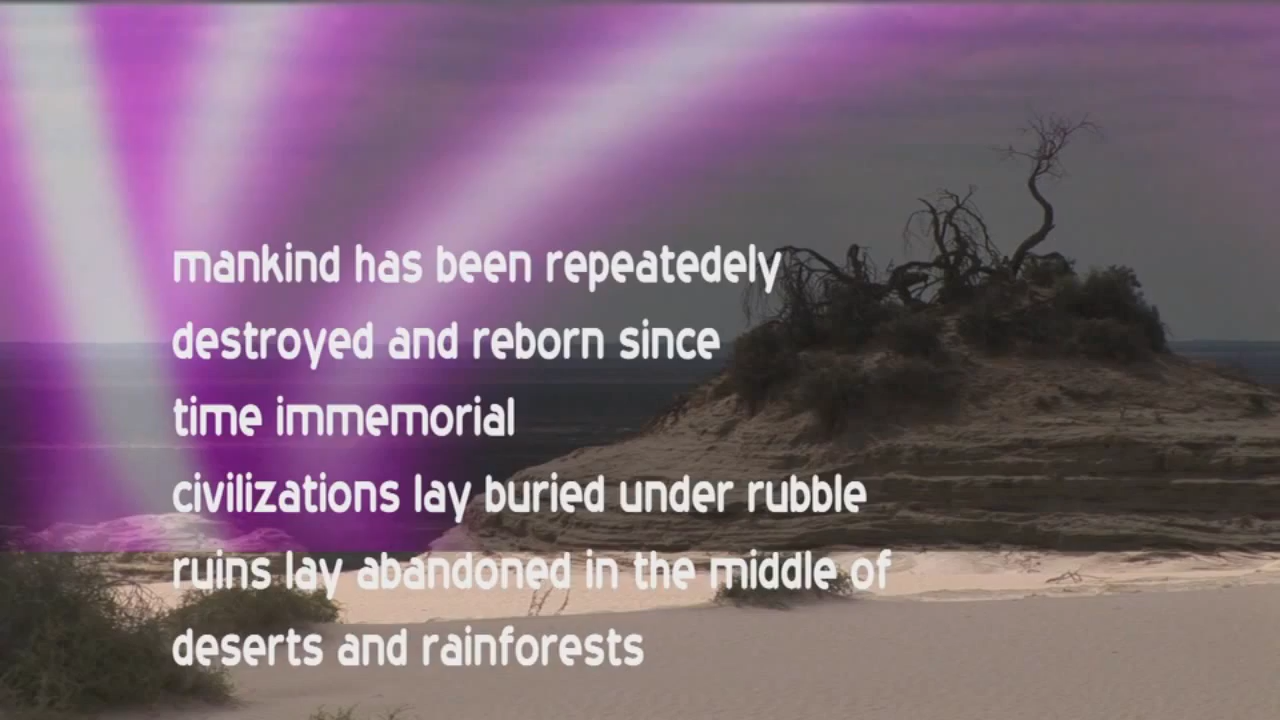 mankind has been repeatedely
destroyed and reborn since
time immemorial
civilizations lay buried under rubble
ruins lay abandoned in the middle of
deserts and rainforests